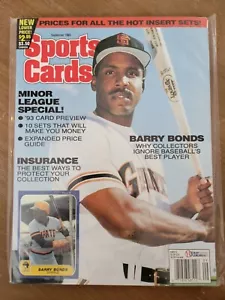 NEW
LOWER
PRICE!
PRICES FOR ALL THE HOT INSERT SETS!
Sports
Cards
MINOR
LEAGUE
SPECIAL!
• '93 CARD PREVIEW
• 10 SETS THAT WILL
MAKE YOU MONEY
• EXPANDED PRICE
GUIDE
BARRY BONDS
WHY COLLECTORS
IGNORE BASEBALL'S
BEST PLAYER
INSURANCE
THE BEST WAYS TO
PROTECT YOUR
COLLECTION
BARRY BONDS